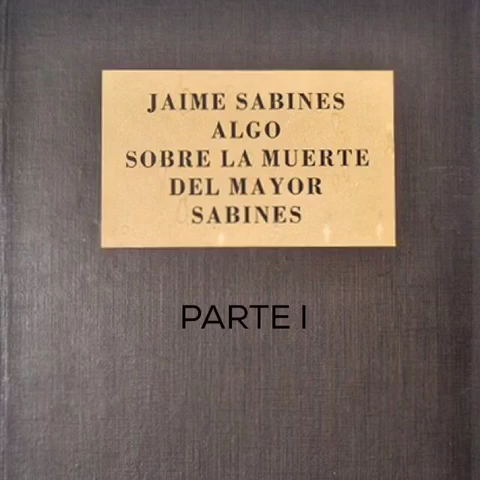 JAIME SABINES
ALGO
SOBRE LA MUERTE
DEL MAYOR
SABINES
PARTE I